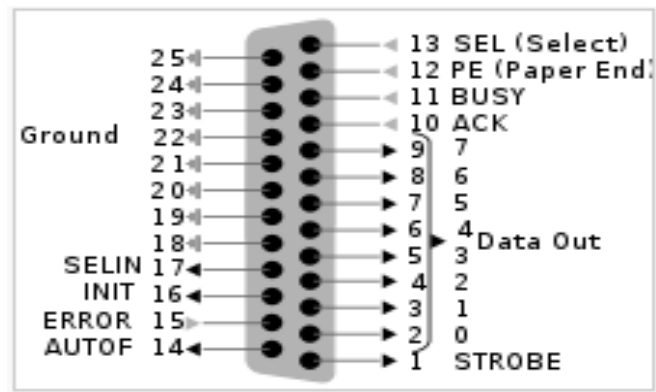 25 13 SEL (Select)
24 12 PE (Paper End)
23 11 BUSY
Ground 22 10 ACK
21 9 7
20 8 6
19 7 5
18 6 4
Data Out
SELIN 17 5 3
INIT 16 4 2
ERROR 15 3 1
AUTOF 14 2 0
1 STROBE